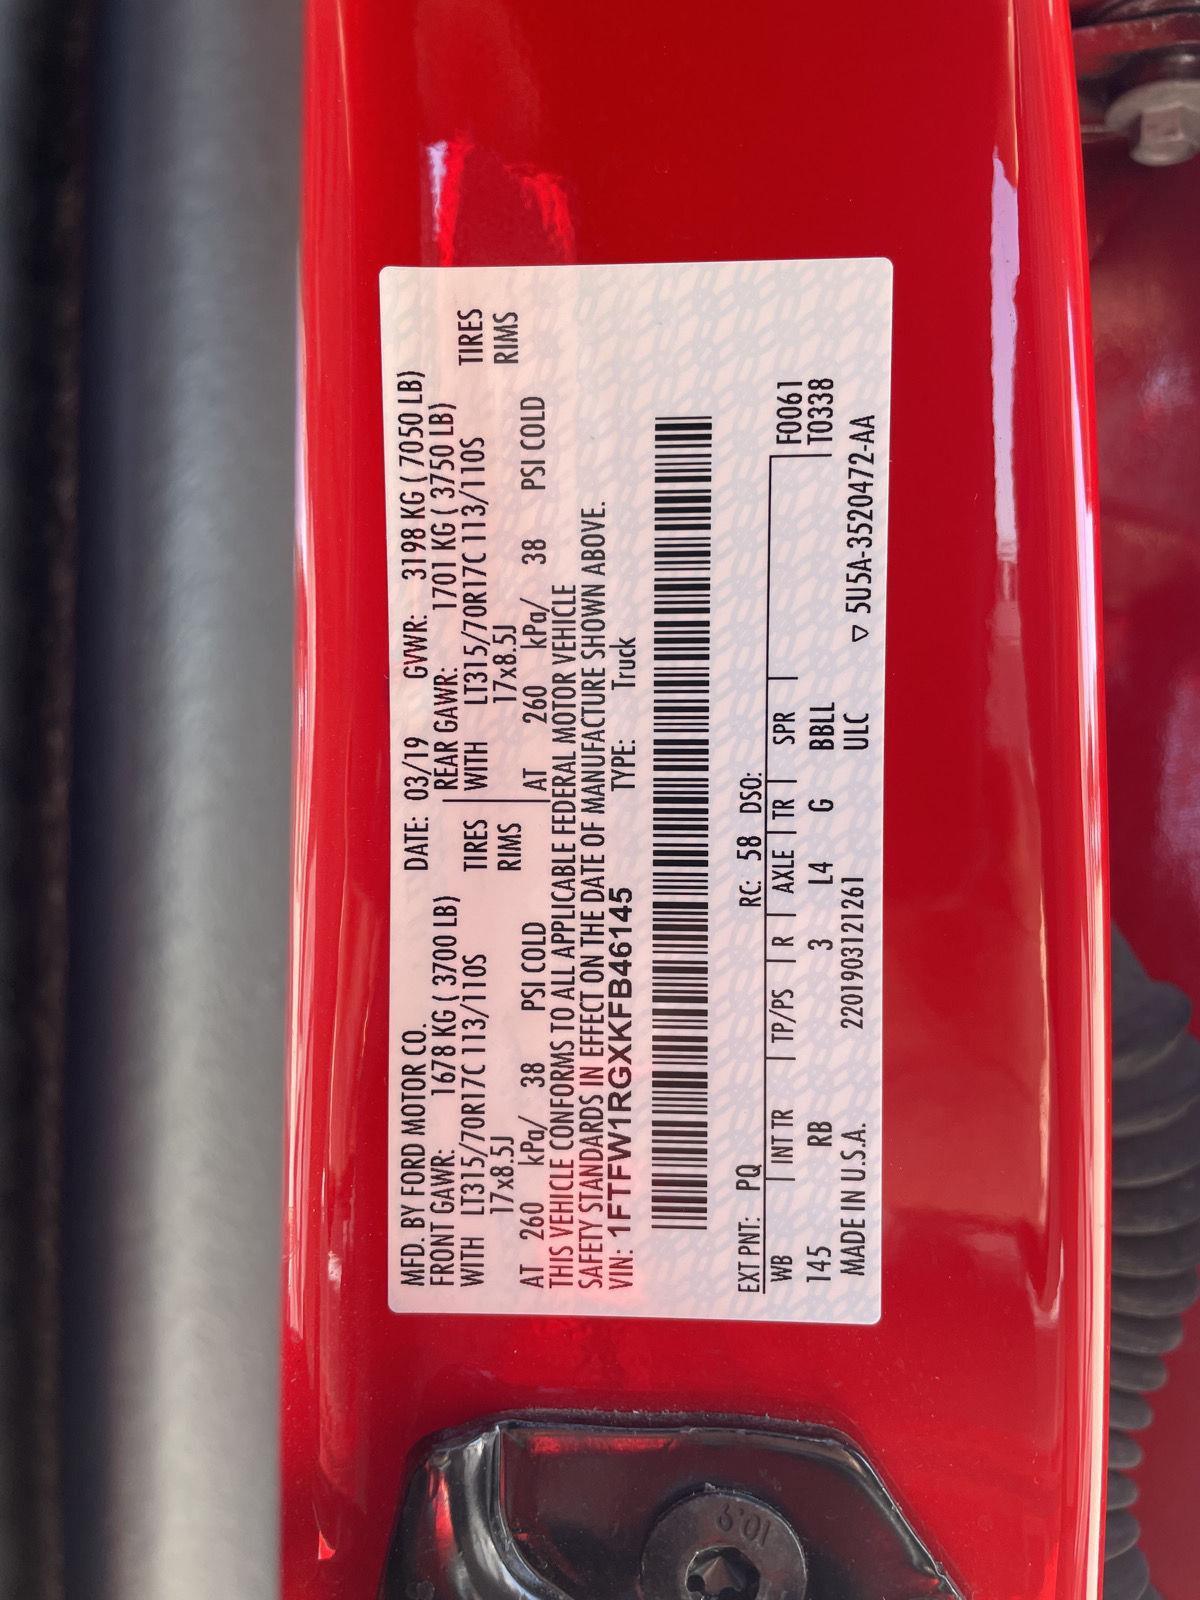 MFD. BY FORD MOTOR CO. DATE: 03/19 GVWR: 3198 KG ( 7050 LB)
FRONT GAWR: 1678 KG ( 3700 LB) REAR GAWR: 1701 KG ( 3750 LB)
WITH LT315/70R17C 113/110S TIRES WITH LT315/70R17C 113/110S TIRES
17x8.5J RIMS 17x8.5J RIMS
AT 260 kPa/ 38 PSI COLD AT 260 kPa/ 38 PSI COLD
THIS VEHICLE CONFORMS TO ALL APPLICABLE FEDERAL MOTOR VEHICLE
SAFETY STANDARDS IN EFFECT ON THE DATE OF MANUFACTURE SHOWN ABOVE.
VIN: 1FTFW1RGXKFB46145 TYPE: Truck
EXT PNT: PQ RC: 58 DSO:
WB | INT TR | TP/PS | R | AXLE | TR | SPR | F0061
145 RB 3 L4 G BBLL T0338
MADE IN U.S.A. 220190312​1261 ULC ▽ 5U5A-3520472-AA
10.9